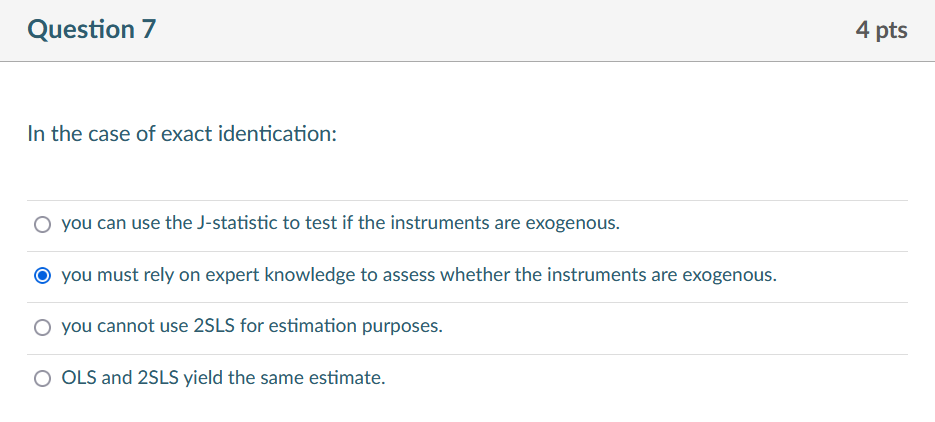 Question 7
4 pts
In the case of exact identication:
you can use the J-statistic to test if the instruments are exogenous.
you must rely on expert knowledge to assess whether the instruments are exogenous.
you cannot use 2SLS for estimation purposes.
OLS and 2SLS yield the same estimate.